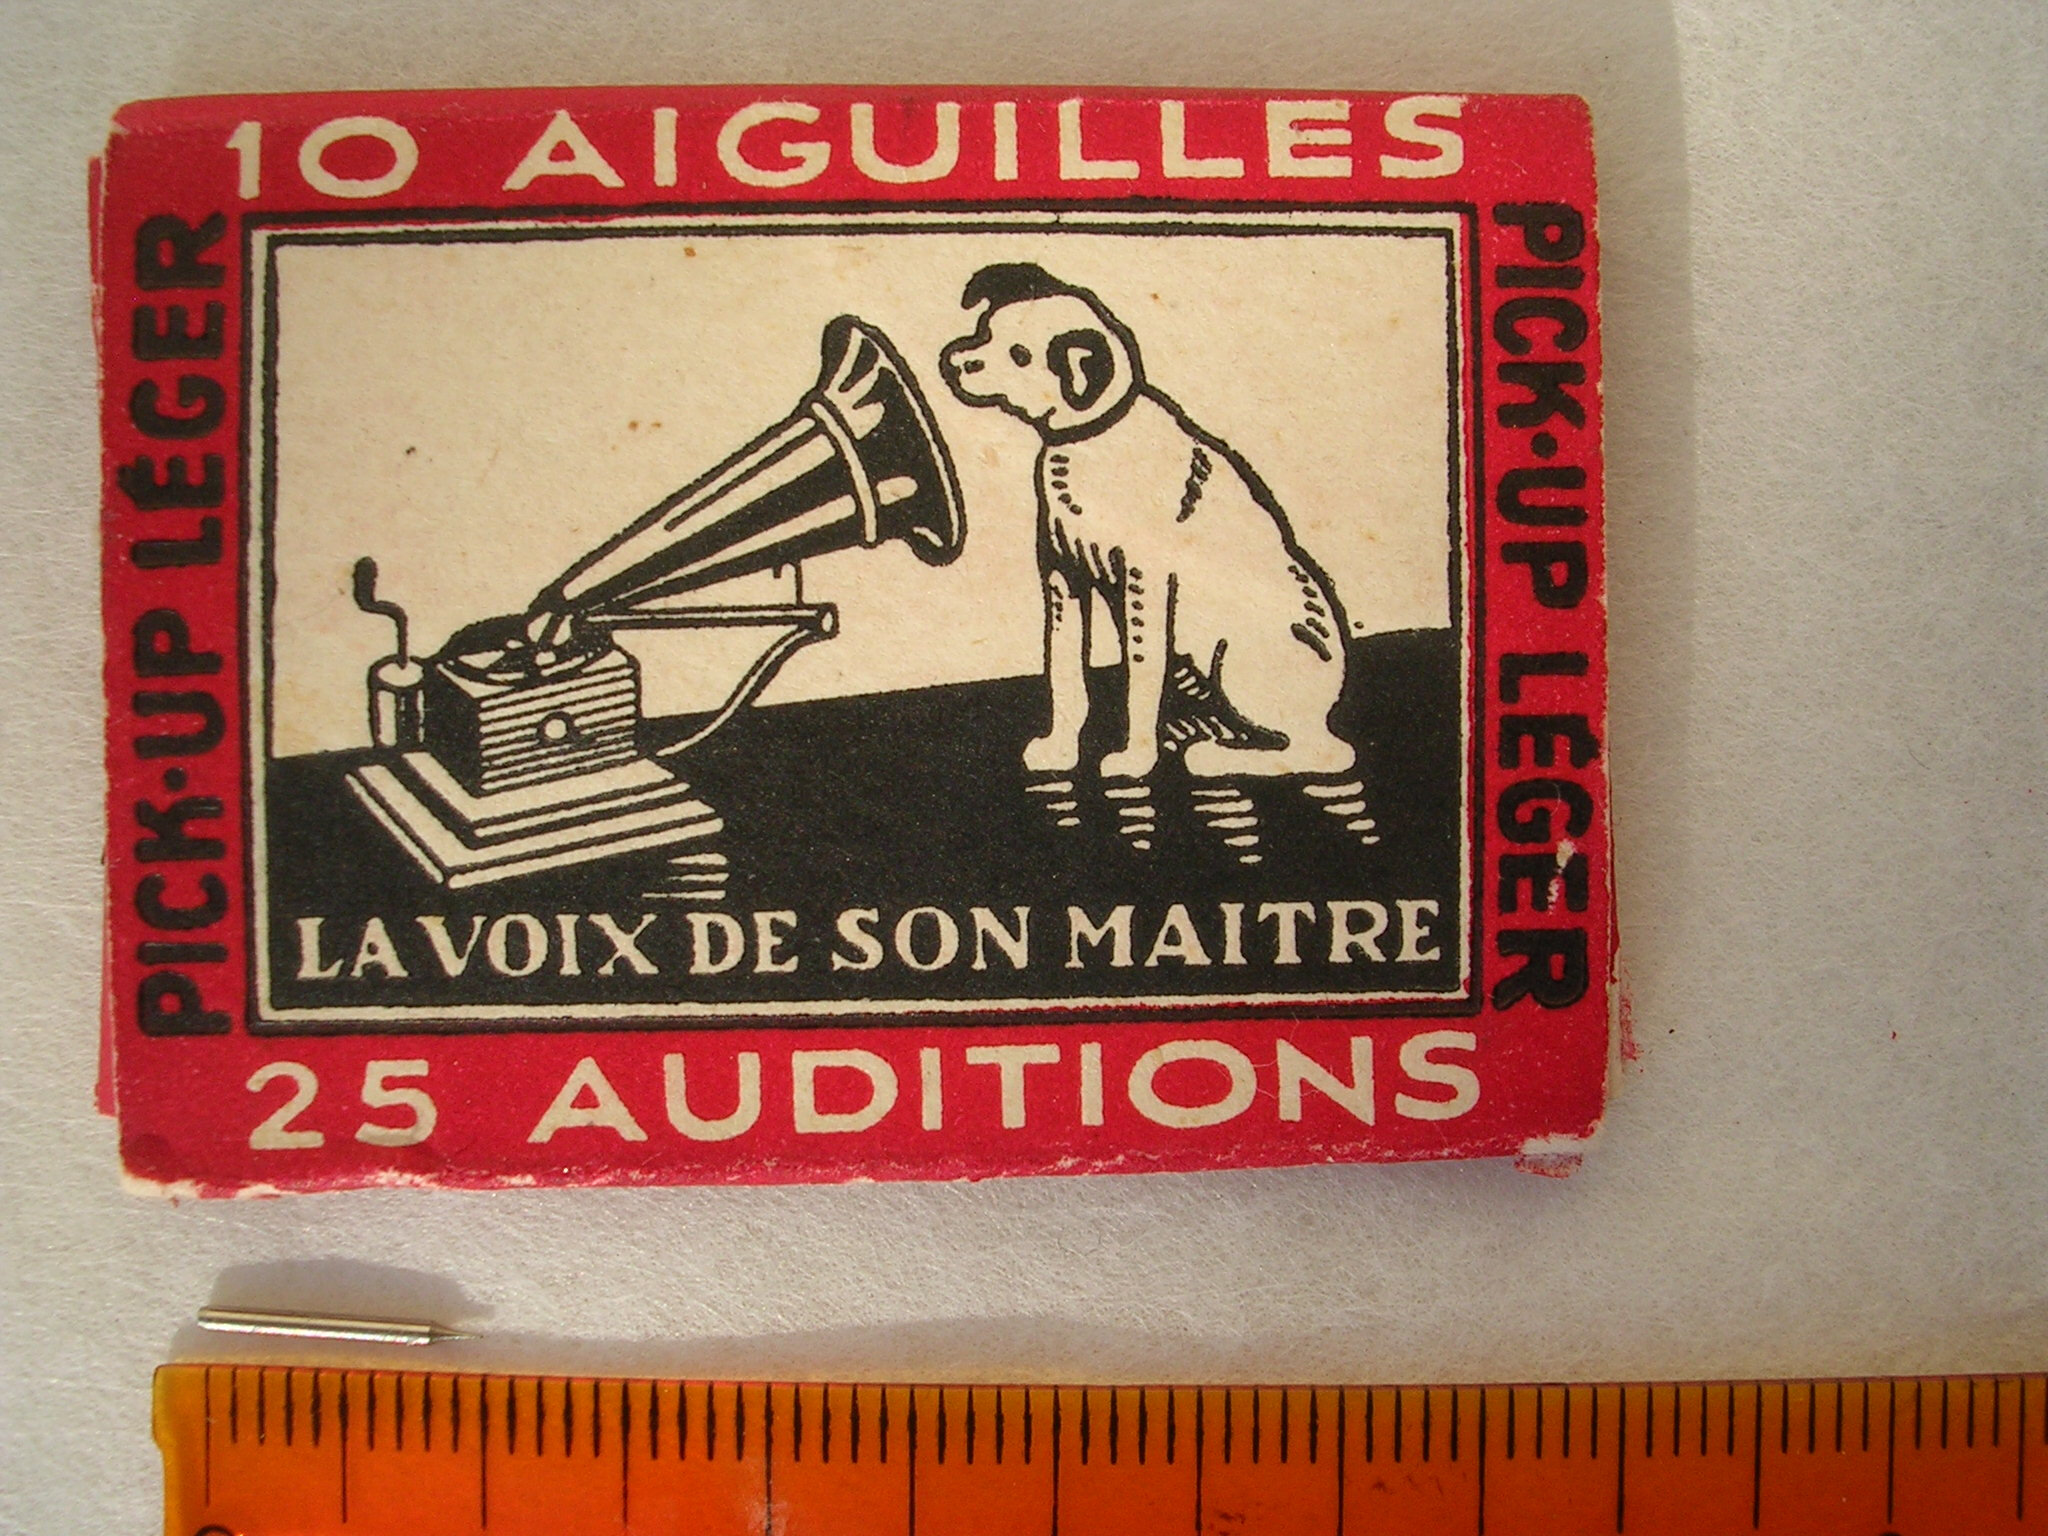 10 AIGUILLES
PICK·UP LÉGER
PICK·UP LÉGER
LA VOIX DE SON MAITRE
25 AUDITIONS